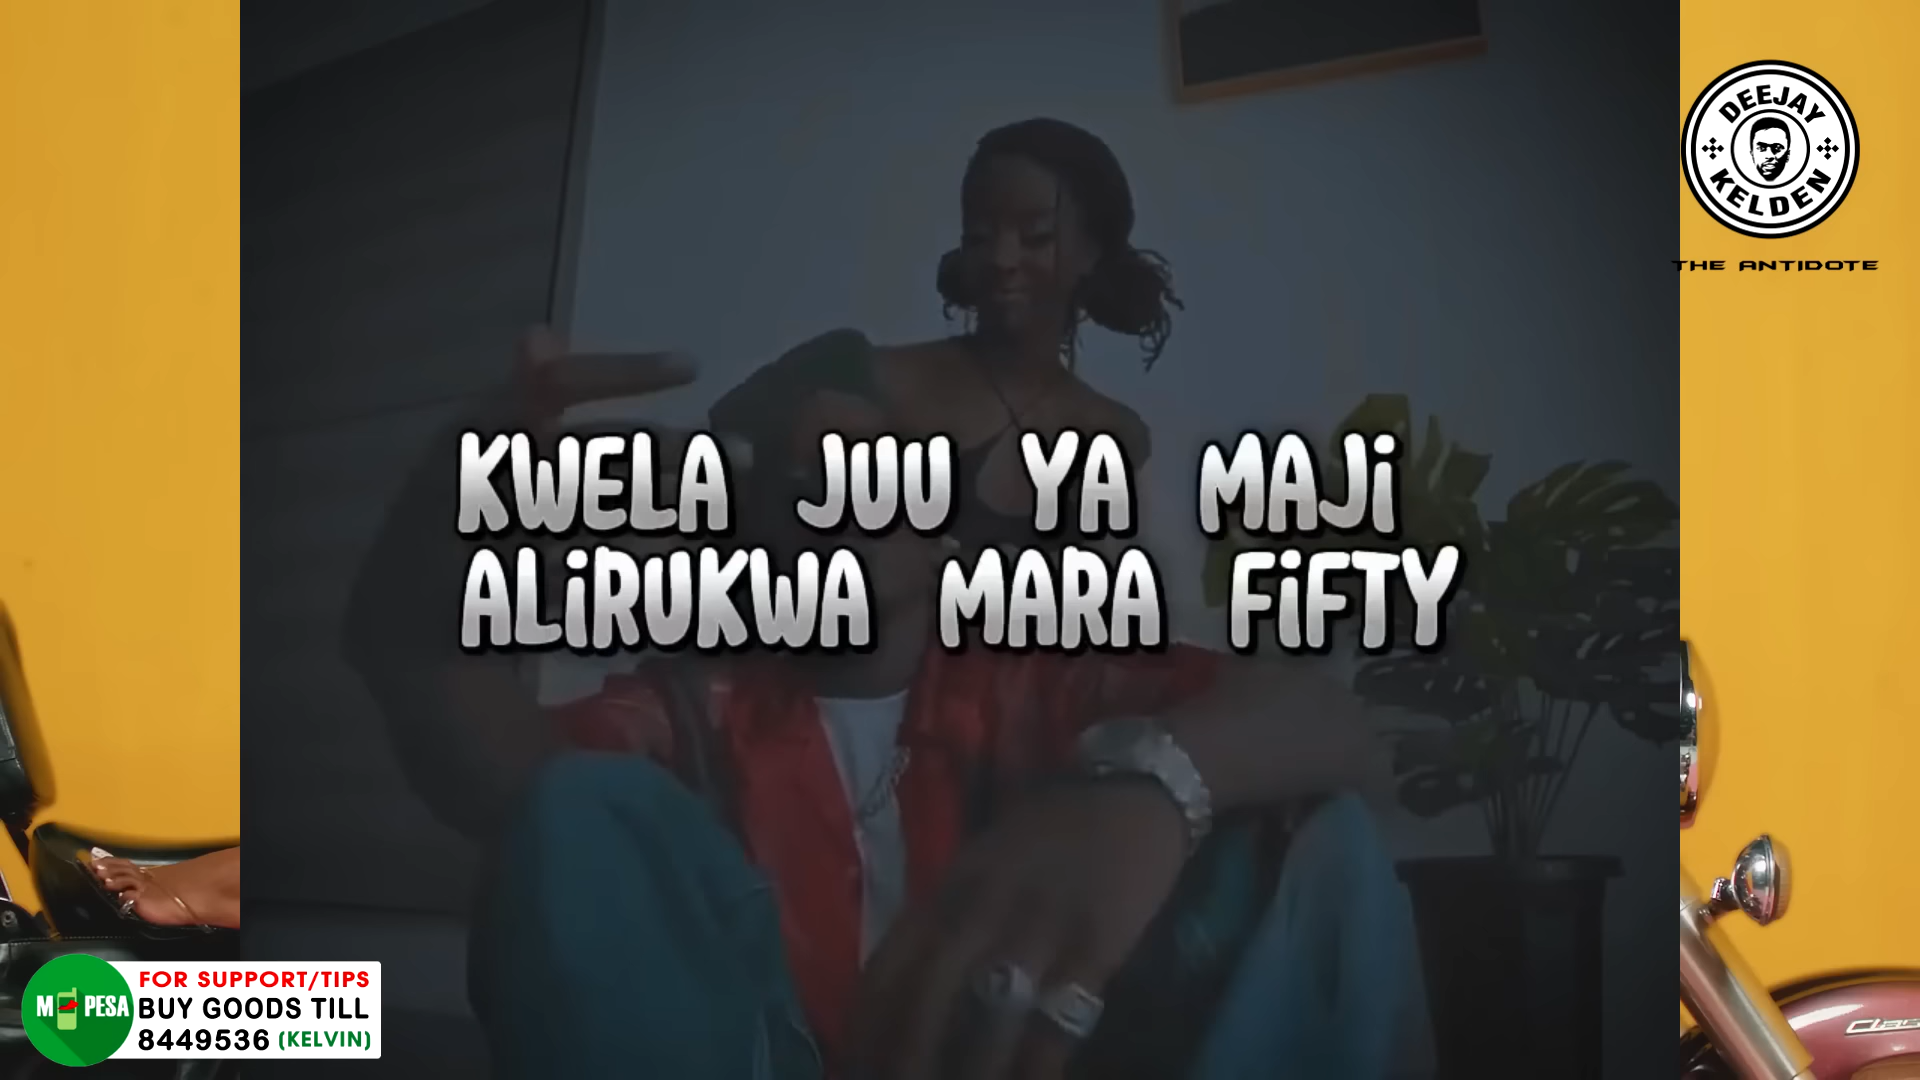 DEEJAY
KELDEN
THE ANTIDOTE
KWELA JUU YA MAJI
ALIRUKWA MARA FIFTY
M PESA
FOR SUPPORT/TIPS
BUY GOODS TILL
8449536 (KELVIN)